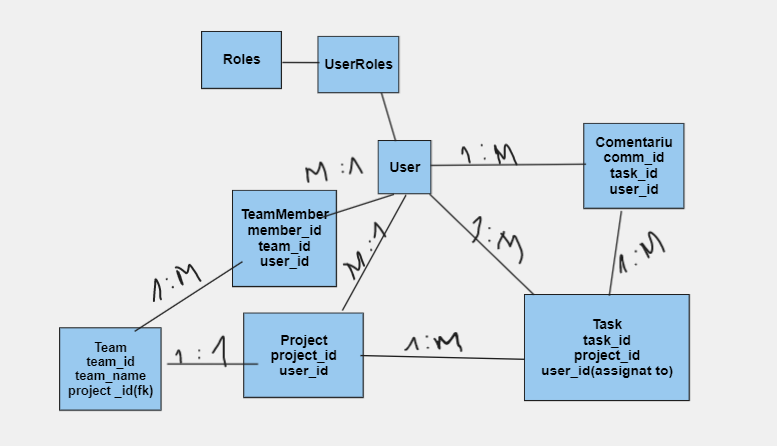 Roles
UserRoles
User
1:M
Comentariu
comm_id
task_id
user_id
M:1
TeamMember
member_id
team_id
user_id
M:1
1:M
1:M
1:M
Team
team_id
team_name
project _id(fk)
1:1
Project
project_id
user_id
1:M
Task
task_id
project_id
user_id(assignat to)